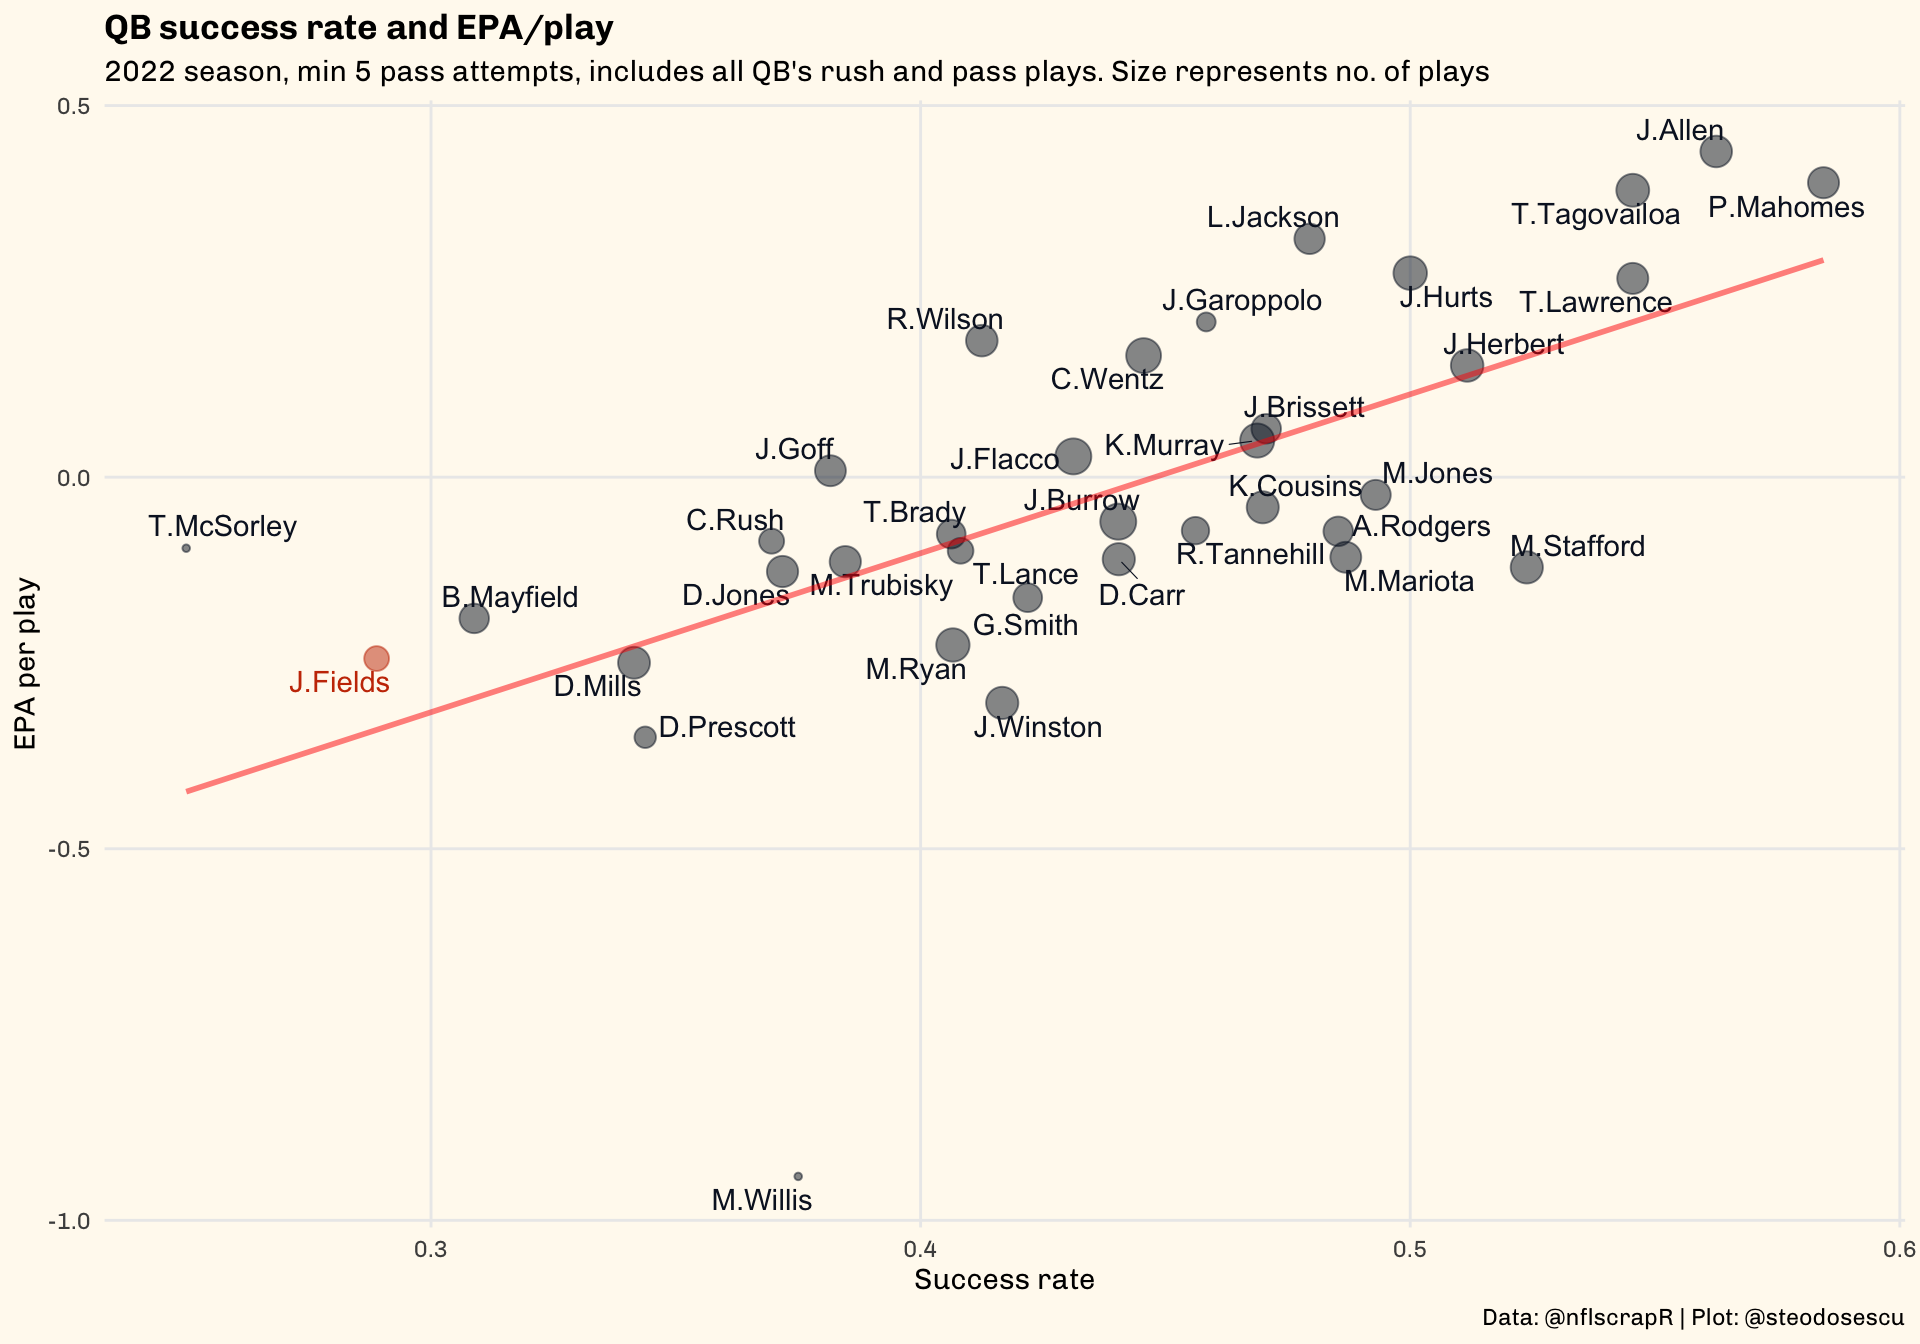 QB success rate and EPA/play
2022 season, min 5 pass attempts, includes all QB's rush and pass plays. Size represents no. of plays
0.5
J.Allen
P.Mahomes
T.Tagovailoa
L.Jackson
J.Hurts
T.Lawrence
J.Garoppolo
R.Wilson
J.Herbert
C.Wentz
J.Brissett
K.Murray
J.Goff
J.Flacco
0.0
M.Jones
K.Cousins
J.Burrow
T.Brady
C.Rush
T.McSorley
A.Rodgers
R.Tannehill
M.Stafford
M.Mariota
T.Lance
D.Carr
M.Trubisky
D.Jones
B.Mayfield
G.Smith
M.Ryan
J.Fields
D.Mills
D.Prescott
J.Winston
EPA per play
-0.5
M.Willis
-1.0
0.3
0.4
0.5
0.6
Success rate
Data: @nflscrapR | Plot: @steodosescu